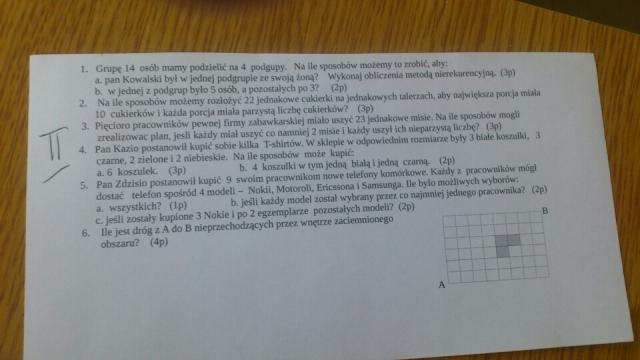 1. Grupę 14 osób mamy podzielić na 4 podgupy. Na ile sposobów możemy to zrobić, aby:
a. pan Kowalski był w jednej podgrupie ze swoją żoną? Wykonaj obliczenia metodą nierekurencyjną. (3p)
b. w jednej z podgrup było 5 osób, a pozostałych po 3? (2p)
2. Na ile sposobów możemy rozłożyć 22 jednakowe cukierki na jednakowych talerzach, aby największa porcja miała
10 cukierków i każda porcja miała parzystą liczbę cukierków? (3p)
3. Pięcioro pracowników pewnej firmy zabawkarskiej miało uszyć 23 jednakowe misie. Na ile sposobów mogli
zrealizowac plan, jesli każdy miał uszyć co namniej 2 misie i każdy uszył ich nieparzystą liczbę? (3p)
4. Pan Kazio postanowił kupić sobie kilka T-shirtów. W sklepie w odpowiednim rozmiarze były 3 białe koszulki, 3
czarne, 2 zielone i 2 niebieskie. Na ile sposobów może kupić:
a. 6 koszulek. (3p) b. 4 koszulki w tym jedną białą i jedną czarną. (2p)
5. Pan Zdzisio postanowił kupić 9 swoim pracownikom nowe telefony komórkowe. Każdy z pracowników mógł
dostać telefon spośród 4 modeli – Nokii, Motoroli, Ericssona i Samsunga. Ile było możliwych wyborów:
a. wszystkich? (1p) b. jeśli każdy model został wybrany przez co najmniej jednego pracownika? (2p)
c. jeśli zostały kupione 3 Nokie i po 2 egzemplarze pozostałych modeli? (2p)
6. Ile jest dróg z A do B nieprzechodzących przez wnętrze zaciemnionego
obszaru? (4p)
B
A
II